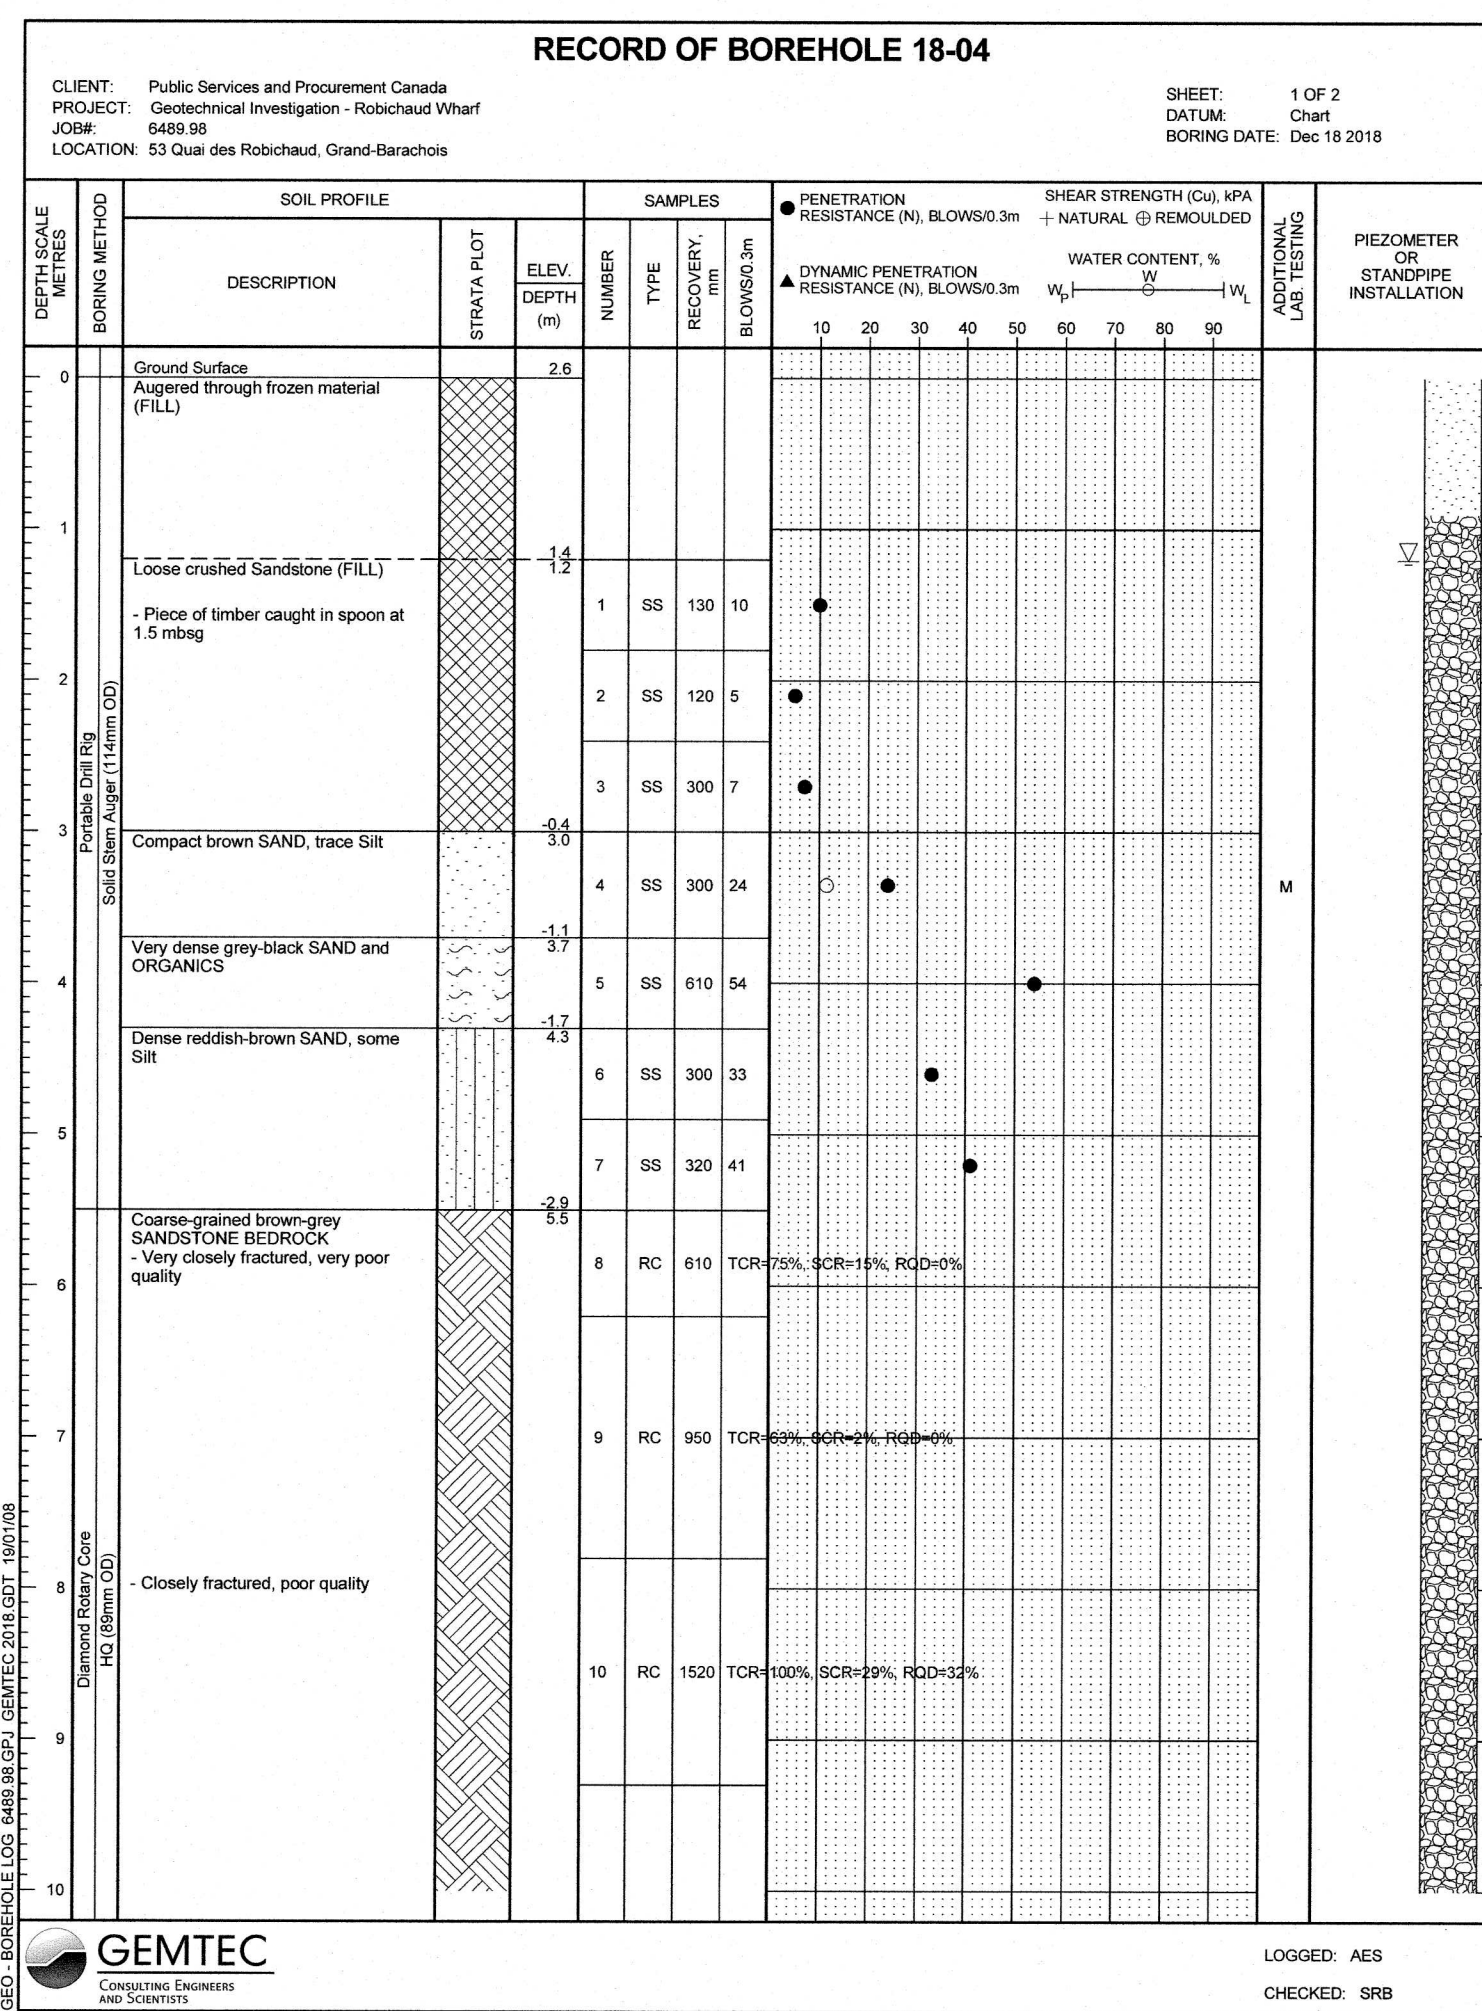 RECORD OF BOREHOLE 18-04
CLIENT: Public Services and Procurement Canada
PROJECT: Geotechnical Investigation - Robichaud Wharf
JOB#: 6489.98
LOCATION: 53 Quai des Robichaud, Grand-Barachois
SHEET: 1 OF 2
DATUM: Chart
BORING DATE: Dec 18 2018
DEPTH SCALE
METRES
BORING METHOD
SOIL PROFILE
DESCRIPTION
STRATA PLOT
ELEV.
DEPTH
(m)
SAMPLES
NUMBER
TYPE
RECOVERY,
mm
BLOWS/0.3m
PENETRATION
RESISTANCE (N), BLOWS/0.3m
DYNAMIC PENETRATION
RESISTANCE (N), BLOWS/0.3m
SHEAR STRENGTH (Cu), kPA
+ NATURAL ⊕ REMOULDED
WATER CONTENT, %
W
Wp WL
10 20 30 40 50 60 70 80 90
ADDITIONAL
LAB. TESTING
PIEZOMETER
OR
STANDPIPE
INSTALLATION
0
Ground Surface 2.6
Augered through frozen material
(FILL)
1
1.4
Loose crushed Sandstone (FILL) 1.2
- Piece of timber caught in spoon at
1.5 mbsg
1 SS 130 10
2
2 SS 120 5
3 SS 300 7
Portable Drill Rig
Solid Stem Auger (114mm OD)
3
-0.4
Compact brown SAND, trace Silt 3.0
4 SS 300 24 M
-1.1
Very dense grey-black SAND and 3.7
ORGANICS
4
5 SS 610 54
-1.7
Dense reddish-brown SAND, some 4.3
Silt
6 SS 300 33
5
7 SS 320 41
-2.9
Coarse-grained brown-grey 5.5
SANDSTONE BEDROCK
- Very closely fractured, very poor
quality
8 RC 610 TCR=75%, SCR=15%, RQD=0%
6
7
9 RC 950 TCR=63%, SCR=2%, RQD=0%
Diamond Rotary Core
HQ (89mm OD)
8
- Closely fractured, poor quality
10 RC 1520 TCR=100%, SCR=29%, RQD=32%
9
10
GEO - BOREHOLE LOG 6489.98.GPJ GEMTEC 2018.GDT 19/01/08
GEMTEC
CONSULTING ENGINEERS
AND SCIENTISTS
LOGGED: AES
CHECKED: SRB